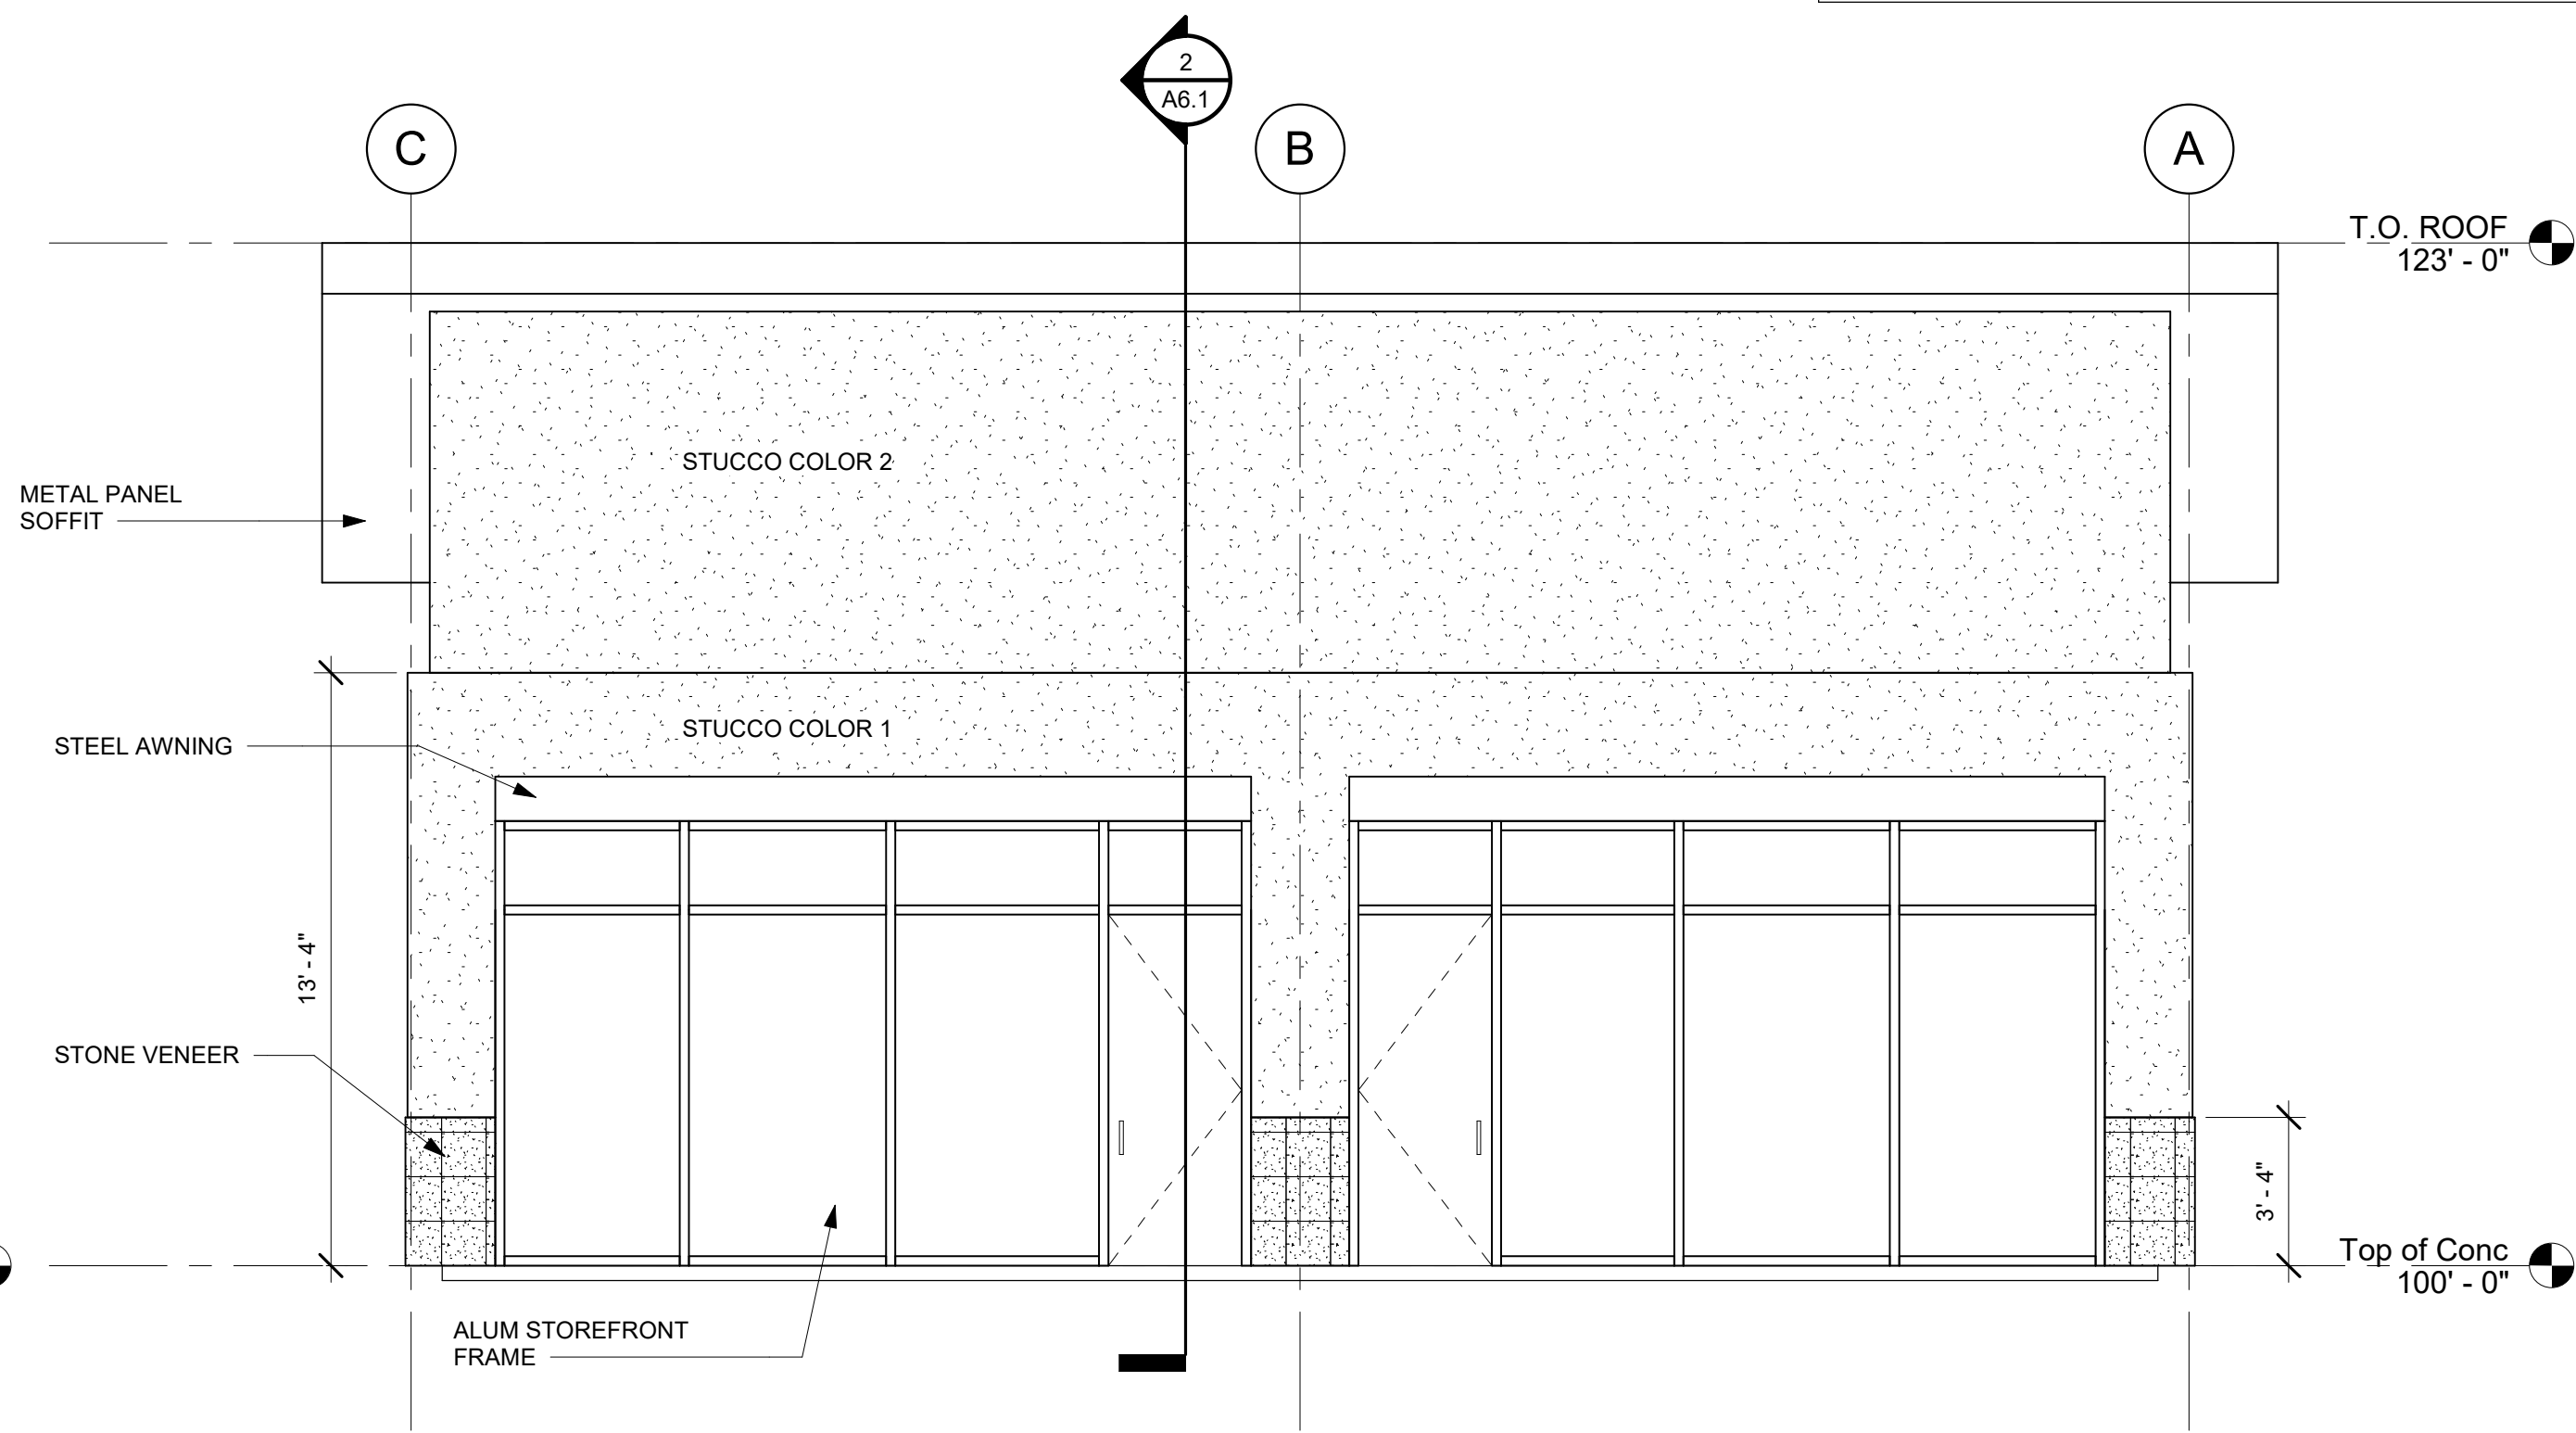 2
A6.1
C
B
A
T.O. ROOF
123' - 0"
STUCCO COLOR 2
METAL PANEL
SOFFIT
STUCCO COLOR 1
STEEL AWNING
13' - 4"
STONE VENEER
3' - 4"
Top of Conc
100' - 0"
ALUM STOREFRONT
FRAME